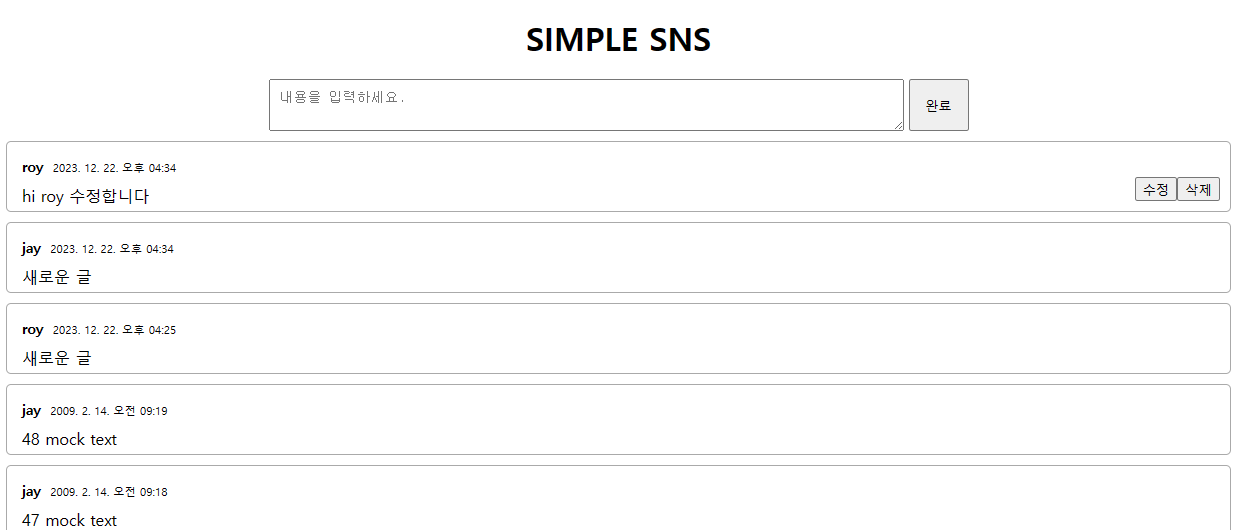 SIMPLE SNS
내용을 입력하세요.
완료
roy 2023. 12. 22. 오후 04:34
hi roy 수정합니다
수정 삭제
jay 2023. 12. 22. 오후 04:34
새로운 글
roy 2023. 12. 22. 오후 04:25
새로운 글
jay 2009. 2. 14. 오전 09:19
48 mock text
jay 2009. 2. 14. 오전 09:18
47 mock text